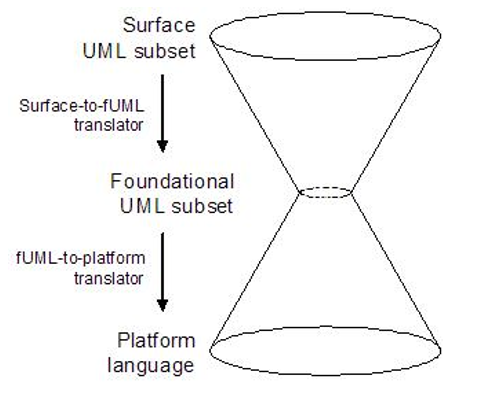 Surface
UML subset
Surface-to-fUML
translator
Foundational
UML subset
fUML-to-platform
translator
Platform
language